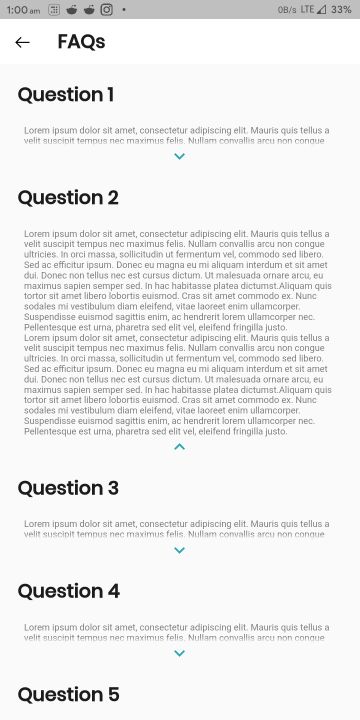 1:00 am
0B/s LTE 33%
FAQs
Question 1
Lorem ipsum dolor sit amet, consectetur adipiscing elit. Mauris quis tellus a
velit suscipit tempus nec maximus felis. Nullam convallis arcu non congue
Question 2
Lorem ipsum dolor sit amet, consectetur adipiscing elit. Mauris quis tellus a
velit suscipit tempus nec maximus felis. Nullam convallis arcu non congue
ultricies. In orci massa, sollicitudin ut fermentum vel, commodo sed libero.
Sed ac efficitur ipsum. Donec eu magna eu mi aliquam interdum et sit amet
dui. Donec non tellus nec est cursus dictum. Ut malesuada ornare arcu, eu
maximus sapien semper sed. In hac habitasse platea dictumst.Aliquam quis
tortor sit amet libero lobortis euismod. Cras sit amet commodo ex. Nunc
sodales mi vestibulum diam eleifend, vitae laoreet enim ullamcorper.
Suspendisse euismod sagittis enim, ac hendrerit lorem ullamcorper nec.
Pellentesque est urna, pharetra sed elit vel, eleifend fringilla justo.
Lorem ipsum dolor sit amet, consectetur adipiscing elit. Mauris quis tellus a
velit suscipit tempus nec maximus felis. Nullam convallis arcu non congue
ultricies. In orci massa, sollicitudin ut fermentum vel, commodo sed libero.
Sed ac efficitur ipsum. Donec eu magna eu mi aliquam interdum et sit amet
dui. Donec non tellus nec est cursus dictum. Ut malesuada ornare arcu, eu
maximus sapien semper sed. In hac habitasse platea dictumst.Aliquam quis
tortor sit amet libero lobortis euismod. Cras sit amet commodo ex. Nunc
sodales mi vestibulum diam eleifend, vitae laoreet enim ullamcorper.
Suspendisse euismod sagittis enim, ac hendrerit lorem ullamcorper nec.
Pellentesque est urna, pharetra sed elit vel, eleifend fringilla justo.
Question 3
Lorem ipsum dolor sit amet, consectetur adipiscing elit. Mauris quis tellus a
velit suscipit tempus nec maximus felis. Nullam convallis arcu non congue
Question 4
Lorem ipsum dolor sit amet, consectetur adipiscing elit. Mauris quis tellus a
velit suscipit tempus nec maximus felis. Nullam convallis arcu non congue
Question 5